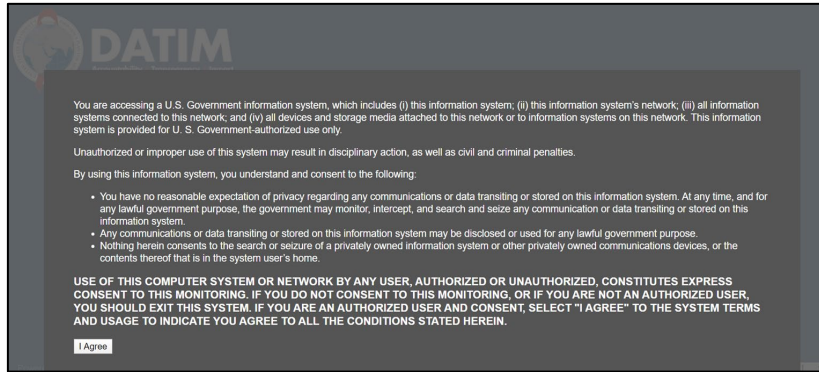 DATIM
You are accessing a U.S. Government information system, which includes (i) this information system; (ii) this information system's network; (iii) all information
systems connected to this network; and (iv) all devices and storage media attached to this network or to information systems on this network. This information
system is provided for U. S. Government-authorized use only.
Unauthorized or improper use of this system may result in disciplinary action, as well as civil and criminal penalties.
By using this information system, you understand and consent to the following:
• You have no reasonable expectation of privacy regarding any communications or data transiting or stored on this information system. At any time, and for
any lawful government purpose, the government may monitor, intercept, and search and seize any communication or data transiting or stored on this
information system.
• Any communications or data transiting or stored on this information system may be disclosed or used for any lawful government purpose.
• Nothing herein consents to the search or seizure of a privately owned information system or other privately owned communications devices, or the
contents thereof that is in the system user's home.
USE OF THIS COMPUTER SYSTEM OR NETWORK BY ANY USER, AUTHORIZED OR UNAUTHORIZED, CONSTITUTES EXPRESS
CONSENT TO THIS MONITORING. IF YOU DO NOT CONSENT TO THIS MONITORING, OR IF YOU ARE NOT AN AUTHORIZED USER,
YOU SHOULD EXIT THIS SYSTEM. IF YOU ARE AN AUTHORIZED USER AND CONSENT, SELECT "I AGREE" TO THE SYSTEM TERMS
AND USAGE TO INDICATE YOU AGREE TO ALL THE CONDITIONS STATED HEREIN.
I Agree